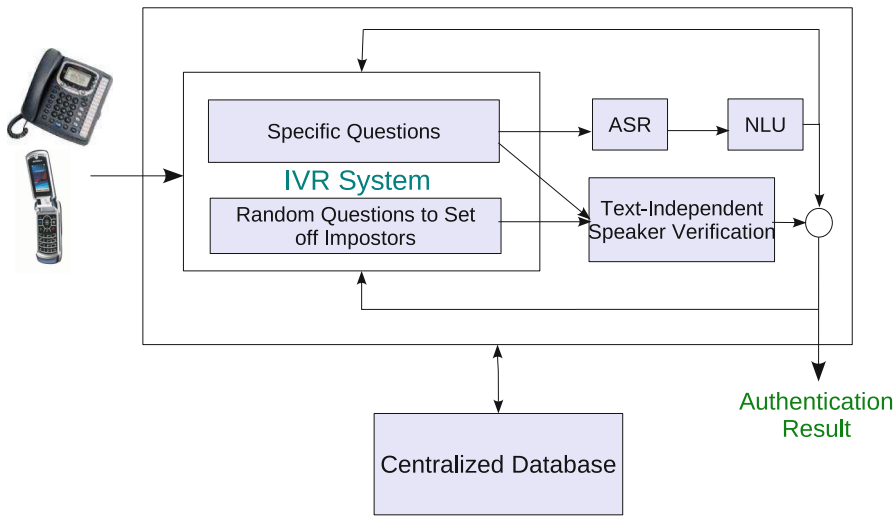 Specific Questions
ASR
NLU
IVR System
Random Questions to Set
off Impostors
Text-Independent
Speaker Verification
Authentication
Result
Centralized Database